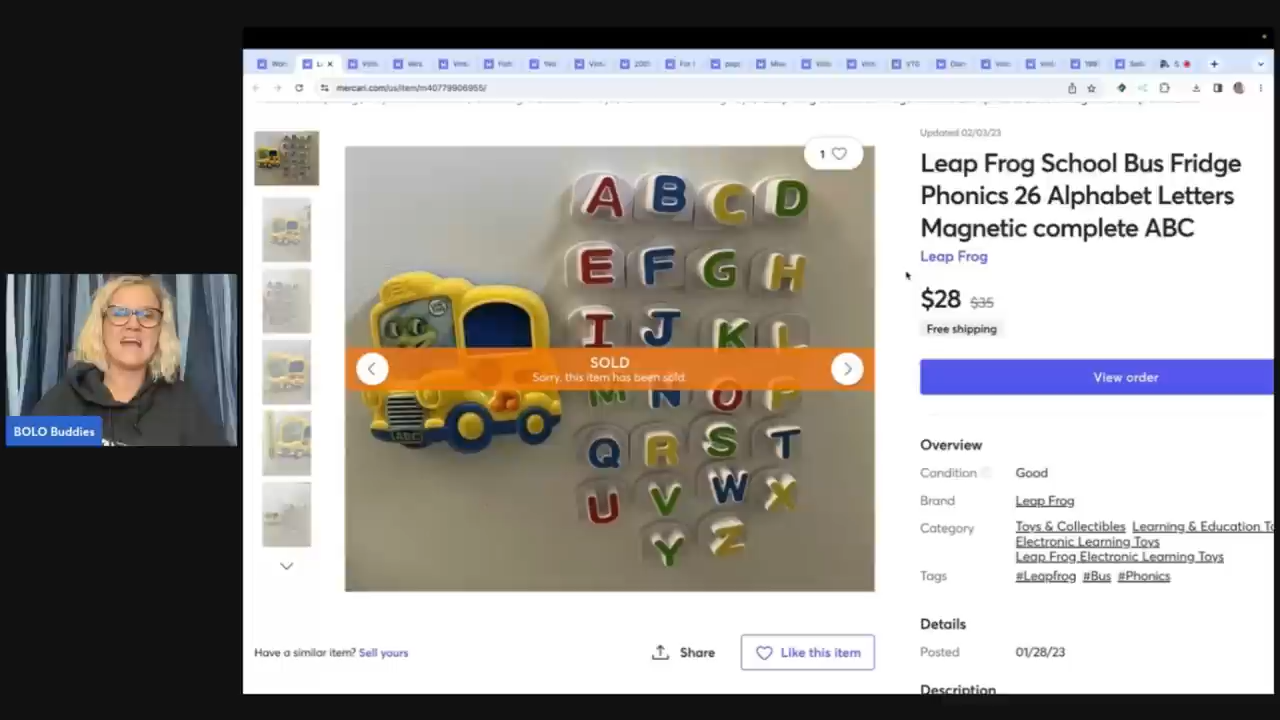 mercari.com/us/item/m40779906955/
Updated 02/03/23
Leap Frog School Bus Fridge
Phonics 26 Alphabet Letters
Magnetic complete ABC
Leap Frog
$28 $35
Free shipping
View order
1
A B C D
E F G H
I J K L
SOLD
Sorry, this item has been sold.
M N O P
Q R S T
U V W X
Y Z
ABC
BOLO Buddies
Overview
Condition Good
Brand Leap Frog
Category Toys & Collectibles Learning & Education To
Electronic Learning Toys
Leap Frog Electronic Learning Toys
Tags #Leapfrog #Bus #Phonics
Details
Posted 01/28/23
Description
Have a similar item? Sell yours
Share
Like this item